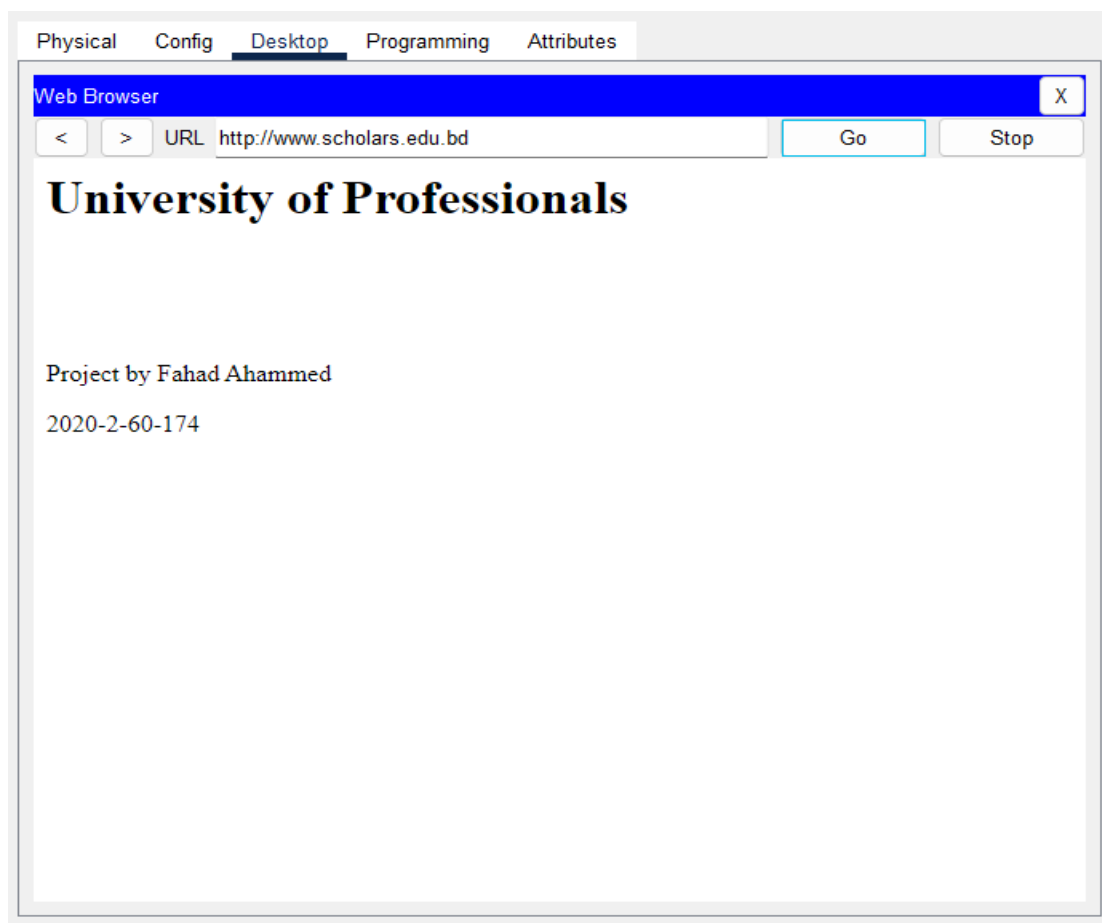 Physical Config Desktop Programming Attributes
Web Browser X
< > URL http://www.scholars.edu.bd Go Stop
University of Professionals
Project by Fahad Ahammed
2020-2-60-174